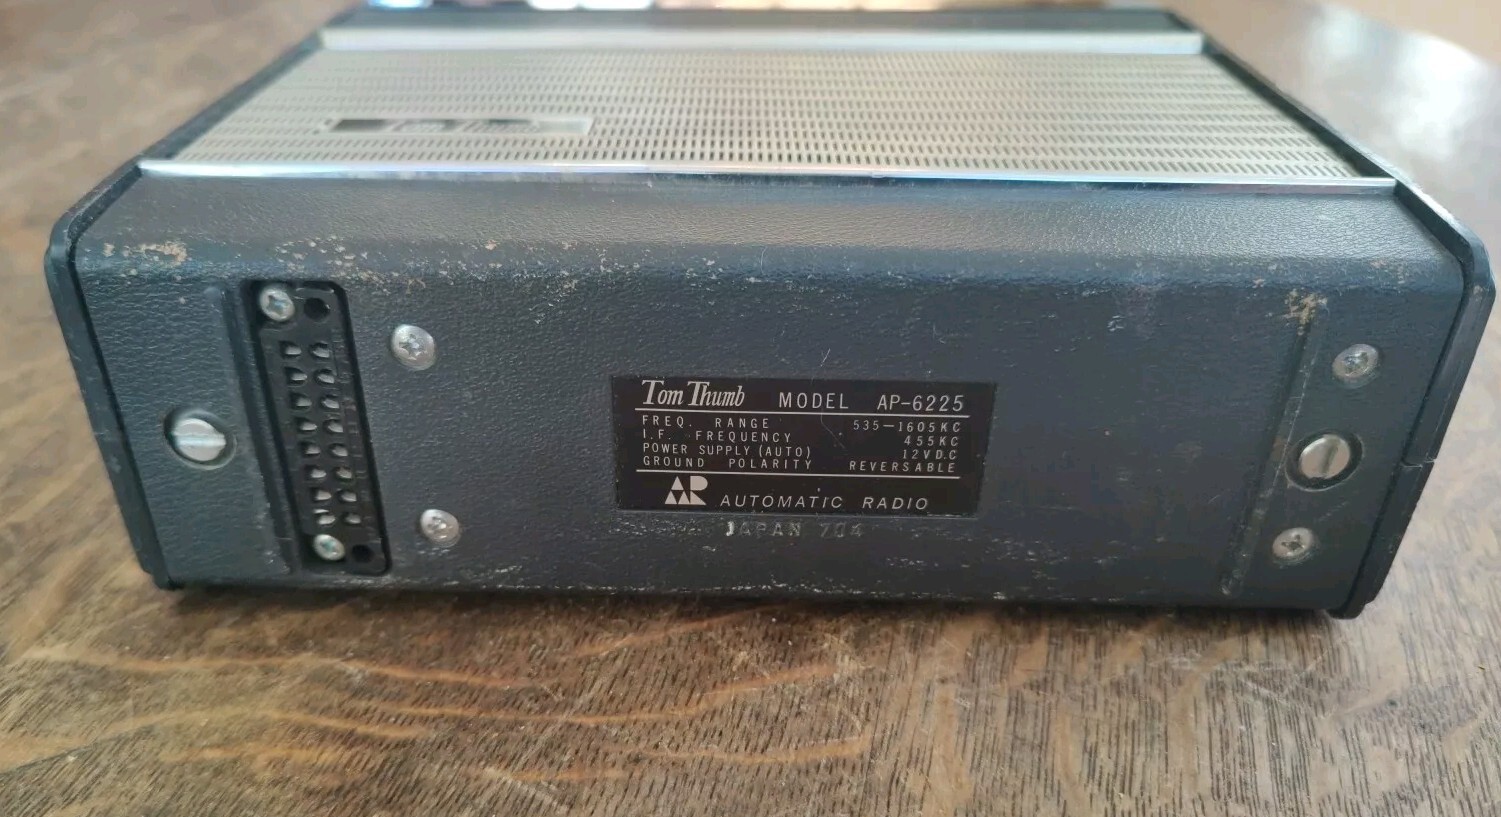 Tom Thumb MODEL AP-6225
FREQ. RANGE 535-1605KC
I.F. FREQUENCY 455KC
POWER SUPPLY (AUTO) 12VD.C
GROUND POLARITY REVERSABLE
AR AUTOMATIC RADIO
JAPAN 704